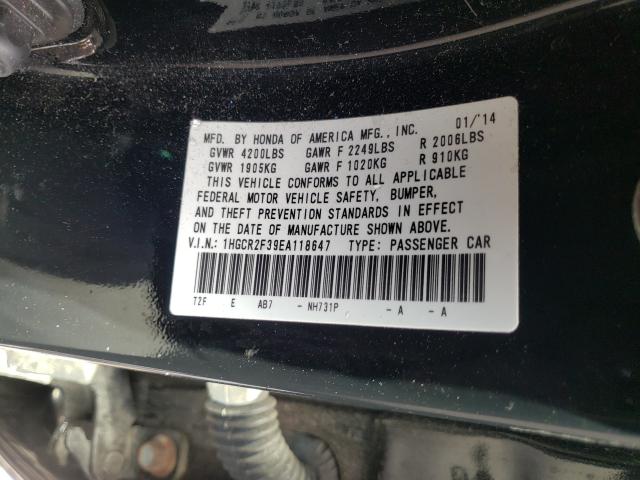 MFD. BY HONDA OF AMERICA MFG., INC. 01/'14
GVWR 4200LBS GAWR F 2249LBS R 2006LBS
GVWR 1905KG GAWR F 1020KG R 910KG
THIS VEHICLE CONFORMS TO ALL APPLICABLE
FEDERAL MOTOR VEHICLE SAFETY, BUMPER,
AND THEFT PREVENTION STANDARDS IN EFFECT
ON THE DATE OF MANUFACTURE SHOWN ABOVE.
V.I.N.: 1HGCR2F39EA118647 TYPE: PASSENGER CAR
T2F E AB7 - NH731P - A - A